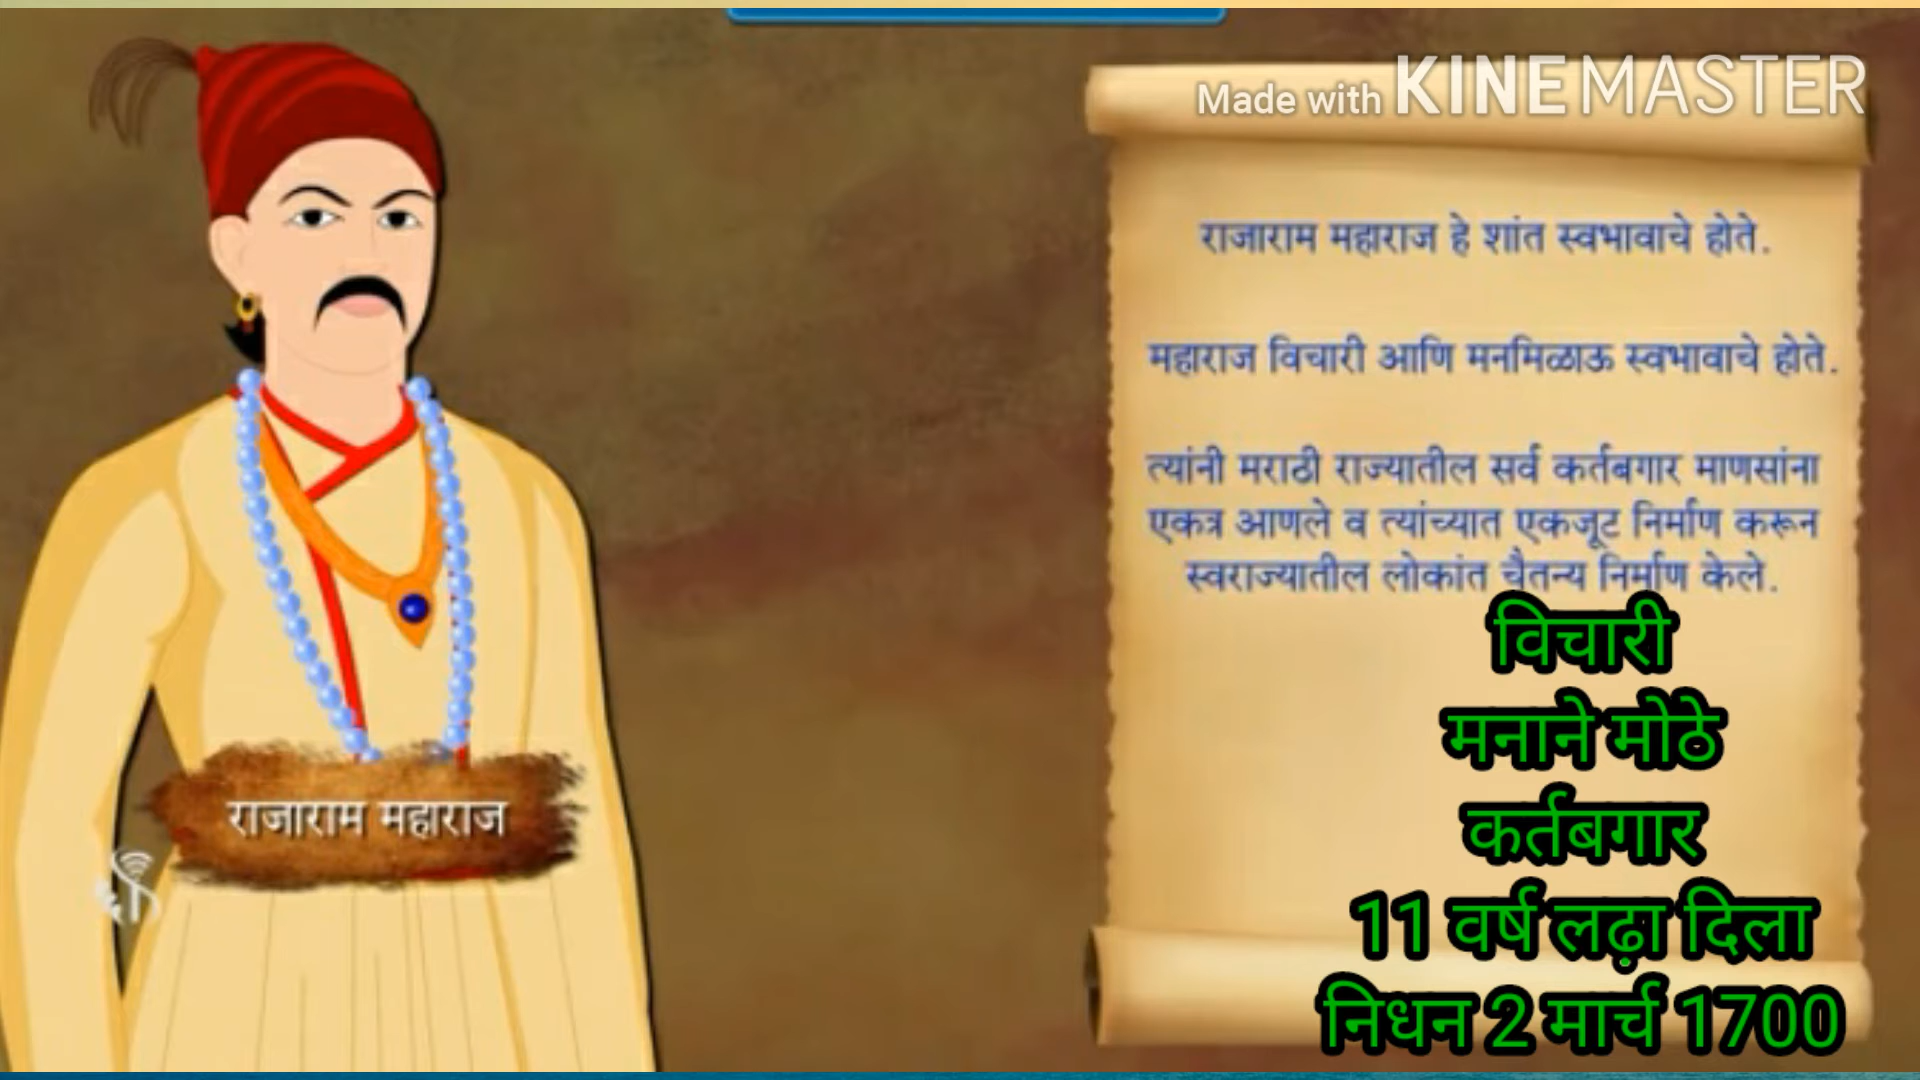 Made with KINEMASTER
राजाराम महाराज हे शांत स्वभावाचे होते.
महाराज विचारी आणि मनमिळाऊ स्वभावाचे होते.
त्यांनी मराठी राज्यातील सर्व कर्तबगार माणसांना
एकत्र आणले व त्यांच्यात एकजूट निर्माण करून
स्वराज्यातील लोकांत चैतन्य निर्माण केले.
विचारी
मनाने मोठे
कर्तबगार
11 वर्ष लढ़ा दिला
निधन 2 मार्च 1700
राजाराम महाराज